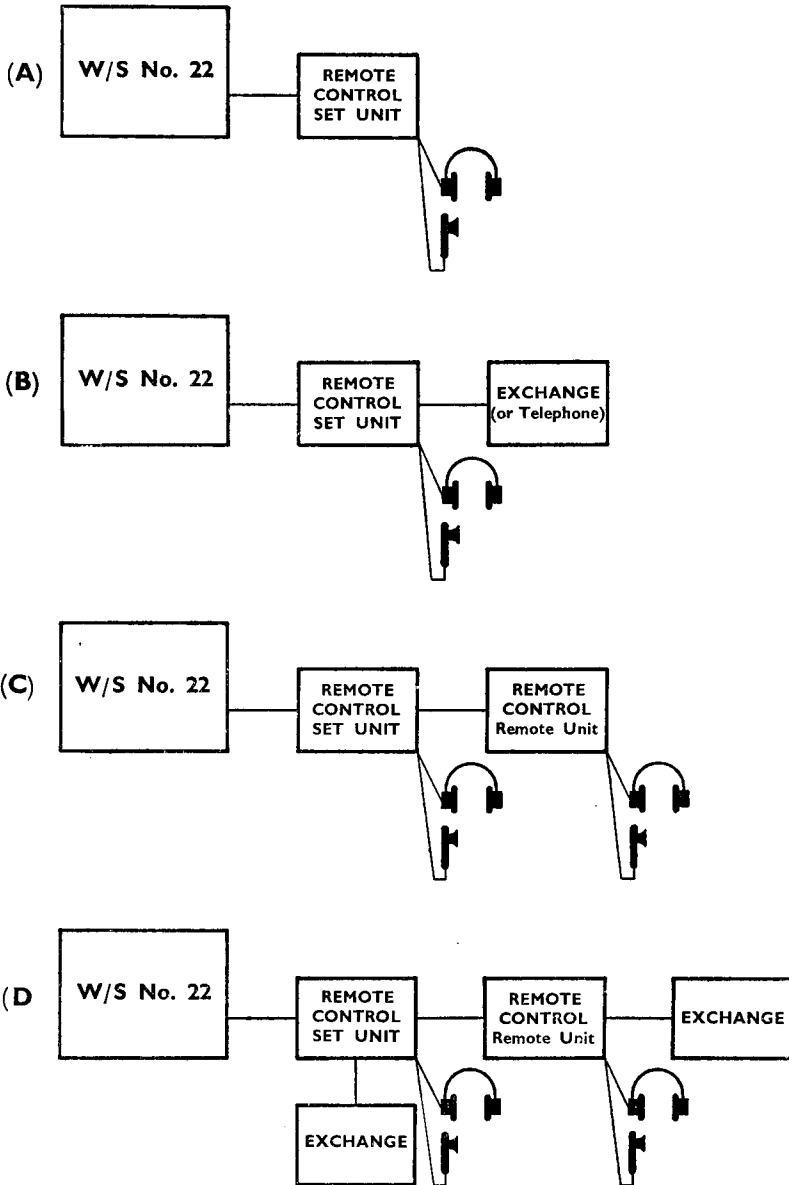 (A)
W/S No. 22
REMOTE
CONTROL
SET UNIT
(B)
W/S No. 22
REMOTE
CONTROL
SET UNIT
EXCHANGE
(or Telephone)
(C)
W/S No. 22
REMOTE
CONTROL
SET UNIT
REMOTE
CONTROL
Remote Unit
(D
W/S No. 22
REMOTE
CONTROL
SET UNIT
REMOTE
CONTROL
Remote Unit
EXCHANGE
EXCHANGE